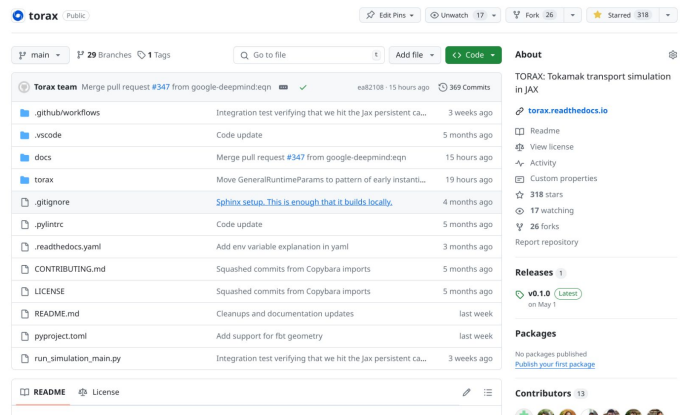 torax Public
Edit Pins Unwatch 17 Fork 26 Starred 318
main 29 Branches 1 Tags Go to file t Add file Code
Torax team Merge pull request #347 from google-deepmind:eqn ea82108 · 15 hours ago 369 Commits
.github/workflows Integration test verifying that we hit the Jax persistent ca... 3 weeks ago
.vscode Code update 5 months ago
docs Merge pull request #347 from google-deepmind:eqn 15 hours ago
torax Move GeneralRuntimeParams to pattern of early instanti... 19 hours ago
.gitignore Sphinx setup. This is enough that it builds locally. 4 months ago
.pylintrc Code update 5 months ago
.readthedocs.yaml Add env variable explanation in yaml 3 months ago
CONTRIBUTING.md Squashed commits from Copybara imports 5 months ago
LICENSE Squashed commits from Copybara imports 5 months ago
README.md Cleanups and documentation updates last week
pyproject.toml Add support for fbt geometry last week
run_simulation_main.py Integration test verifying that we hit the Jax persistent ca... 3 weeks ago
README License
About
TORAX: Tokamak transport simulation
in JAX
torax.readthedocs.io
Readme
View license
Activity
Custom properties
318 stars
17 watching
26 forks
Report repository
Releases 1
v0.1.0 Latest
on May 1
Packages
No packages published
Publish your first package
Contributors 13